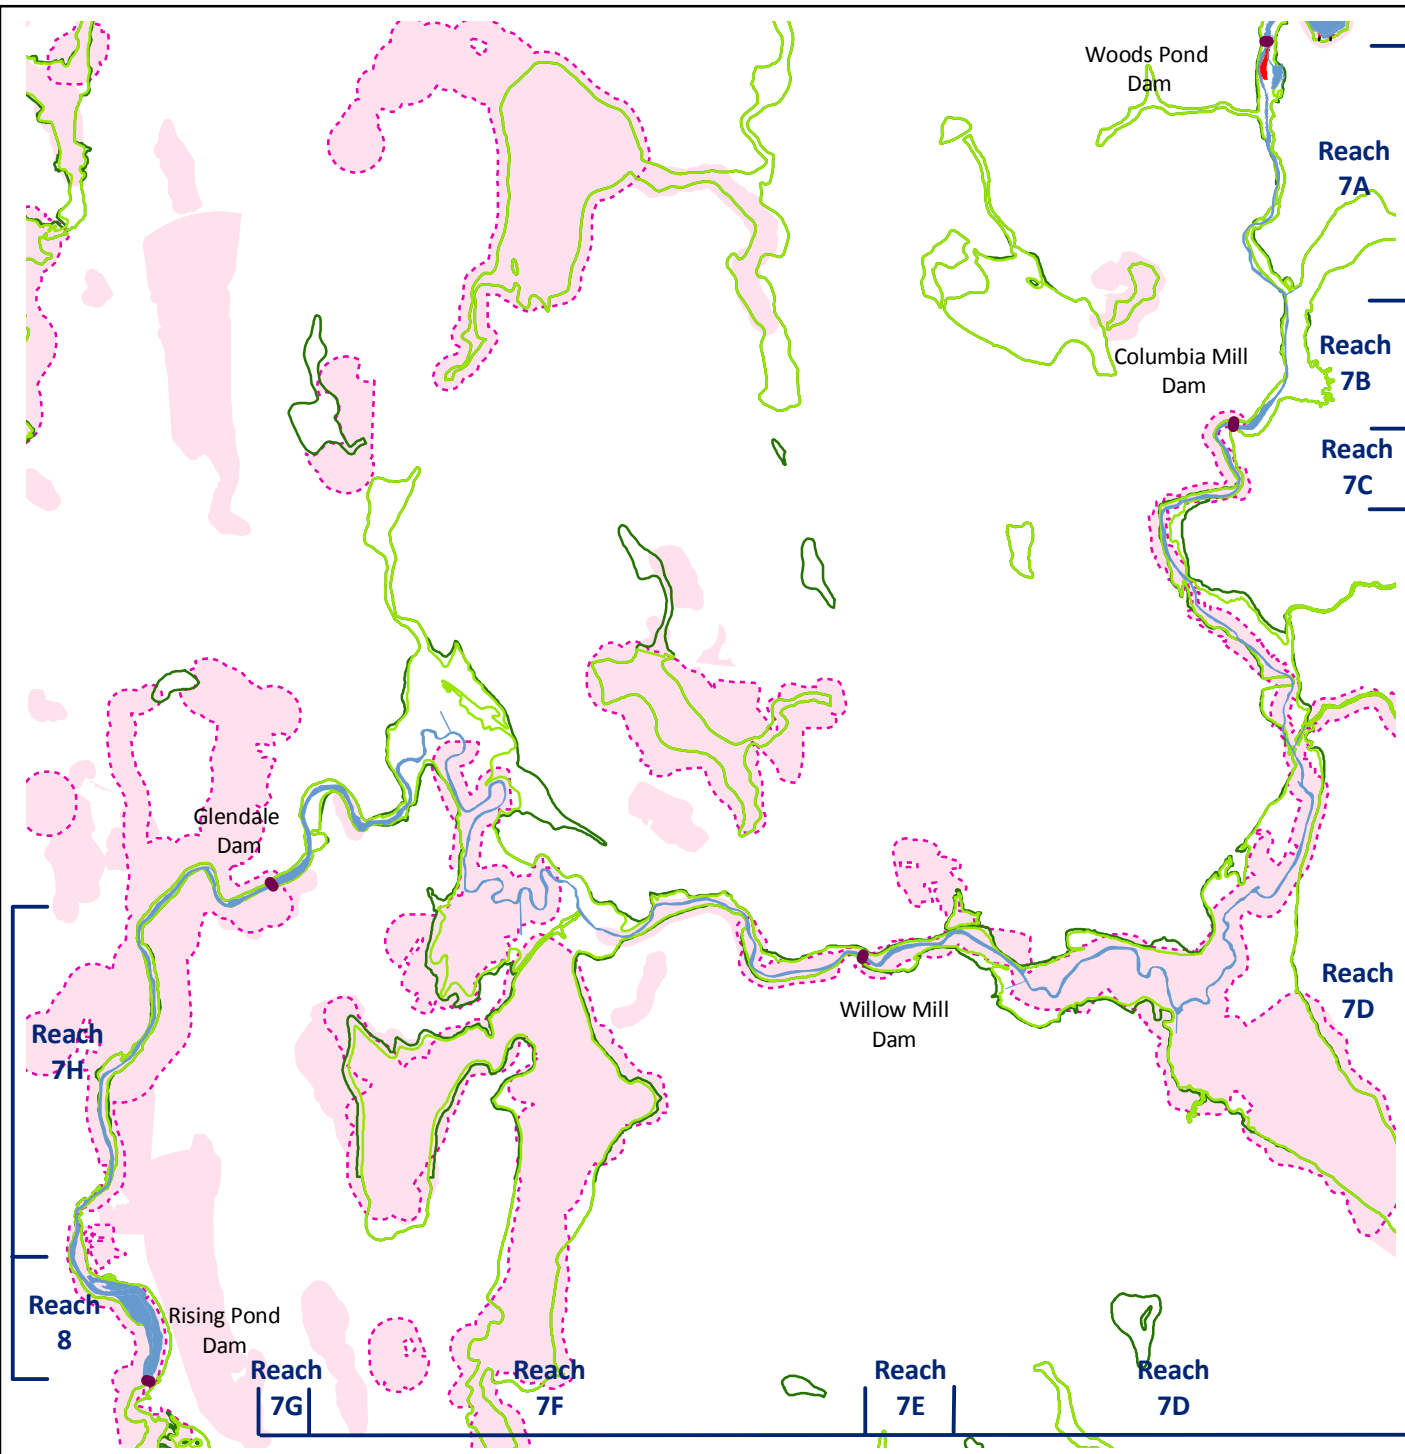 Woods Pond
Dam
Reach
7A
Columbia Mill
Dam
Reach
7B
Reach
7C
Glendale
Dam
Willow Mill
Dam
Reach
7D
Reach
7H
Reach
8
Rising Pond
Dam
Reach
7G
Reach
7F
Reach
7E
Reach
7D